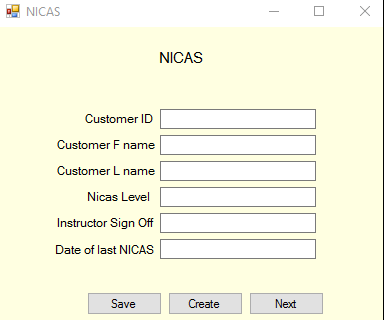 NICAS
NICAS
Customer ID
Customer F name
Customer L name
Nicas Level
Instructor Sign Off
Date of last NICAS
Save Create Next